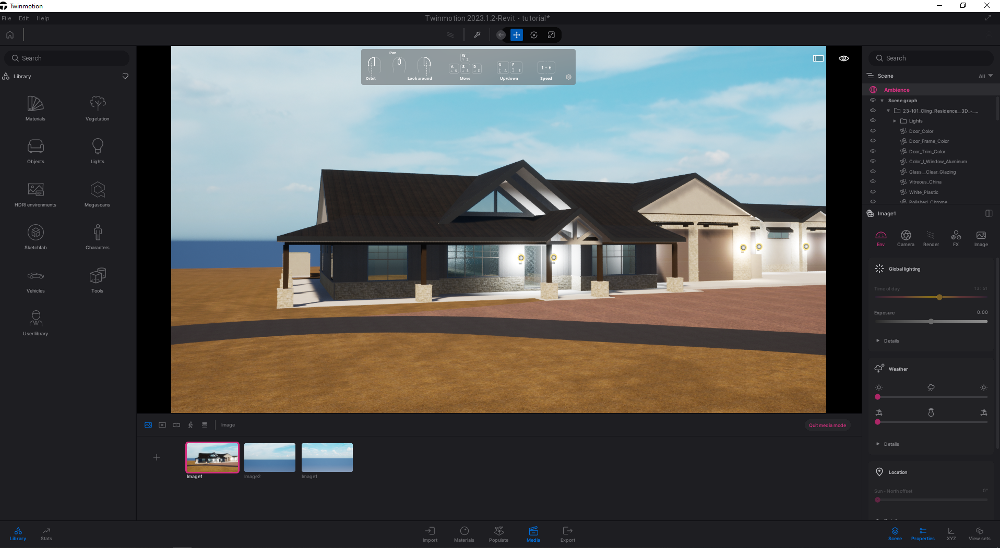 Twinmotion
File Edit Help
Twinmotion 2023.1.2-Revit - tutorial*
Search
Library
Materials
Vegetation
Objects
Lights
HDRI environments
Megascans
Sketchfab
Characters
Vehicles
Tools
User library
Pan
Orbit
Look around
W
Z
A S D
Q S D
Move
Q E
A E
Up/down
1 - 6
Speed
Search
Scene
All
Ambience
Scene graph
23-101_Cling_Residence__3D_-_...
Lights
Door_Color
Door_Frame_Color
Door_Trim_Color
Color_I_Window_Aluminum
Glass__Clear_Glazing
Vitreous_China
White_Plastic
Polished_Chrome
Image1
Env
Camera
Render
FX
Image
Global lighting
Time of day 13:51
Exposure 0.00
Details
Weather
Details
Location
Sun - North offset 0°
Details
Image
Quit media mode
Image1
Image2
Image1
Library
Stats
Import
Materials
Populate
Media
Export
Scene
Properties
XYZ
View sets